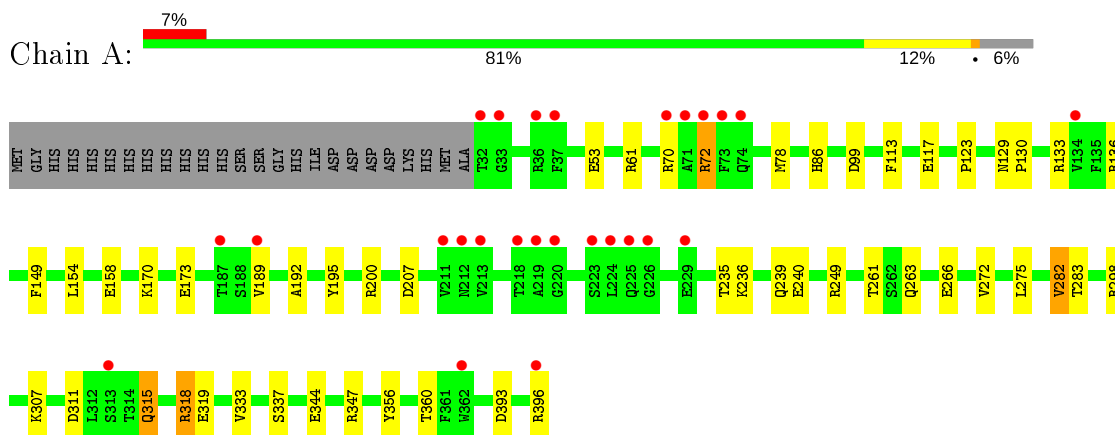 7%
Chain A:
81% 12% • 6%
MET GLY HIS HIS HIS HIS HIS HIS HIS HIS HIS HIS SER SER GLY HIS ILE ASP ASP ASP ASP LYS HIS MET ALA T32 G33 R36 F37 E53 R61 R70 A71 R72 F73 Q74 M78 H86 D99 F113 E117 P123 N129 P130 R133 V134 F135
F149 L154 E158 K170 E173 T187 S188 V189 A192 Y195 R200 D207 V211 N212 V213 T218 A219 G220 S223 L224 Q225 G226 E229 T235 K236 Q239 E240 R249 T261 S262 Q263 E266 V272 L275 V282 T283
K307 D311 L312 S313 T314 Q315 R318 E319 V333 S337 E344 R347 Y356 T360 F361 W362 D393 R396